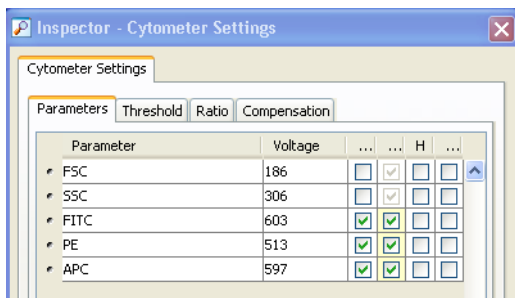 Inspector - Cytometer Settings
Cytometer Settings
Parameters Threshold Ratio Compensation
Parameter Voltage ... ... H ...
FSC 186
SSC 306
FITC 603
PE 513
APC 597